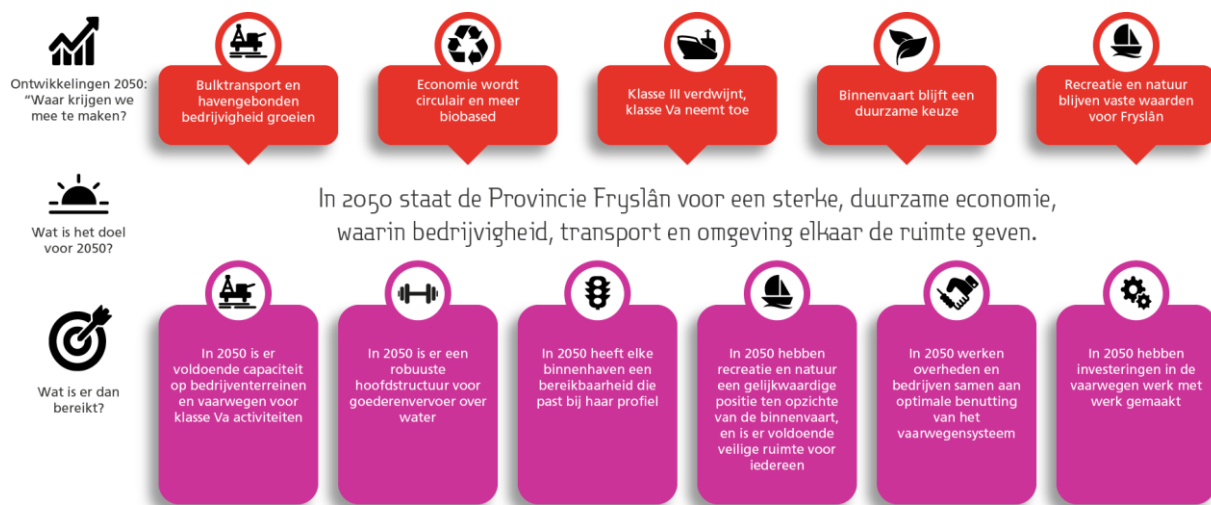 Ontwikkelingen 2050:
"Waar krijgen we
mee te maken?
Bulktransport en
havengebonden
bedrijvigheid groeien
Economie wordt
circulair en meer
biobased
Klasse III verdwijnt,
klasse Va neemt toe
Binnenvaart blijft een
duurzame keuze
Recreatie en natuur
blijven vaste waarden
voor Fryslân
Wat is het doel
voor 2050?
In 2050 staat de Provincie Fryslân voor een sterke, duurzame economie,
waarin bedrijvigheid, transport en omgeving elkaar de ruimte geven.
Wat is er dan
bereikt?
In 2050 is er
voldoende capaciteit
op bedrijventerreinen
en vaarwegen voor
klasse Va activiteiten
In 2050 is er een
robuuste
hoofdstructuur voor
goederenvervoer over
water
In 2050 heeft elke
binnenhaven een
bereikbaarheid die
past bij haar profiel
In 2050 hebben
recreatie en natuur
een gelijkwaardige
positie ten opzichte
van de binnenvaart,
en is er voldoende
veilige ruimte voor
iedereen
In 2050 werken
overheden en
bedrijven samen aan
optimale benutting
van het
vaarwegensysteem
In 2050 hebben
investeringen in de
vaarwegen werk met
werk gemaakt